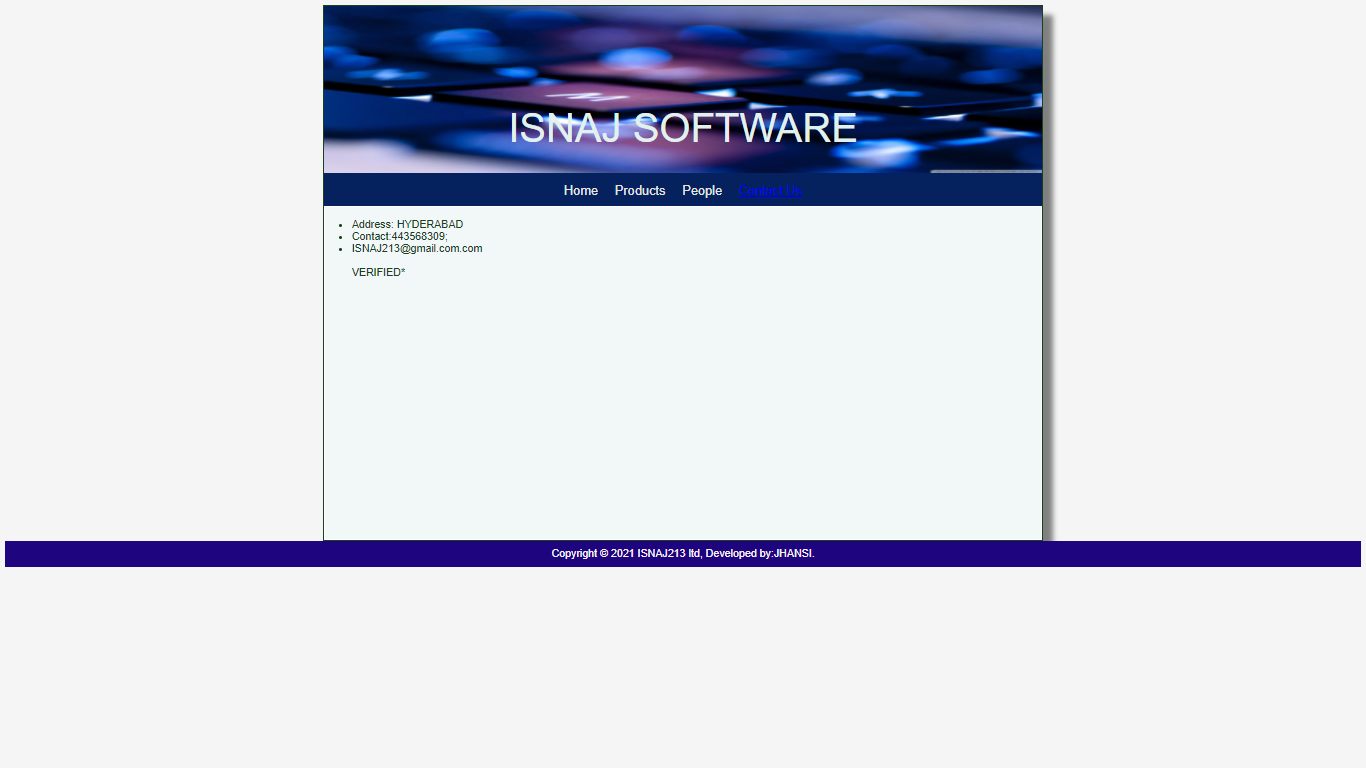 ISNAJ SOFTWARE
Home Products People Contact Us
Address: HYDERABAD
Contact:443568309;
ISNAJ213@gmail.com.com
VERIFIED*
Copyright © 2021 ISNAJ213 ltd, Developed by:JHANSI.